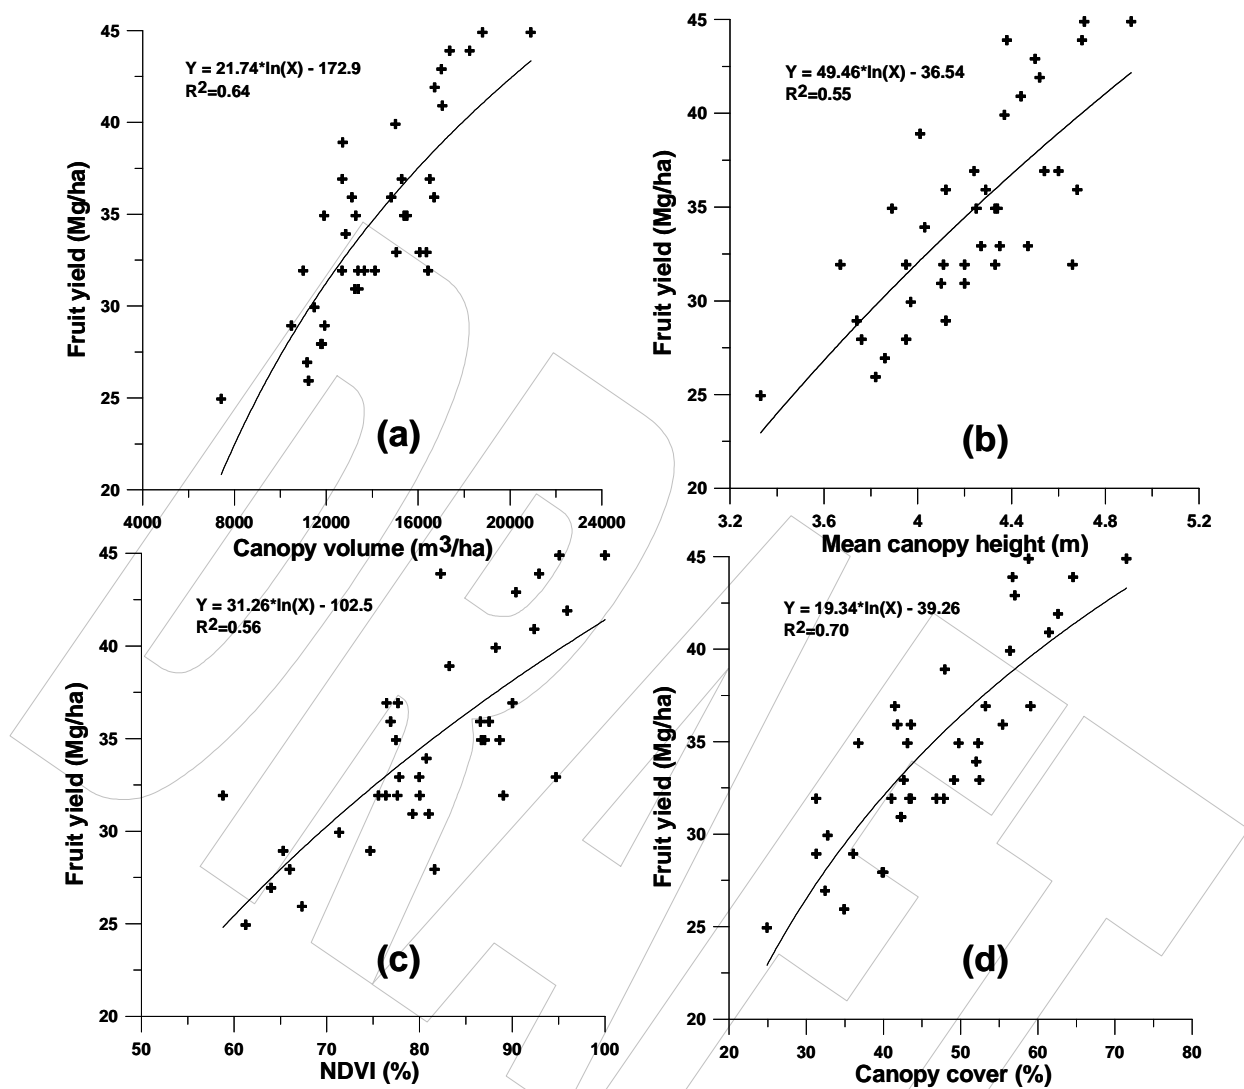 45
40
35
30
25
20
Fruit yield (Mg/ha)
Y = 21.74*ln(X) - 172.9
R2=0.64
(a)
4000 8000 12000 16000 20000 24000
Canopy volume (m3/ha)
45
40
35
30
25
20
Fruit yield (Mg/ha)
Y = 49.46*ln(X) - 36.54
R2=0.55
(b)
3.2 3.6 4 4.4 4.8 5.2
Mean canopy height (m)
45
40
35
30
25
20
Fruit yield (Mg/ha)
Y = 31.26*ln(X) - 102.5
R2=0.56
(c)
50 60 70 80 90 100
NDVI (%)
45
40
35
30
25
20
Fruit yield (Mg/ha)
Y = 19.34*ln(X) - 39.26
R2=0.70
(d)
20 30 40 50 60 70 80
Canopy cover (%)